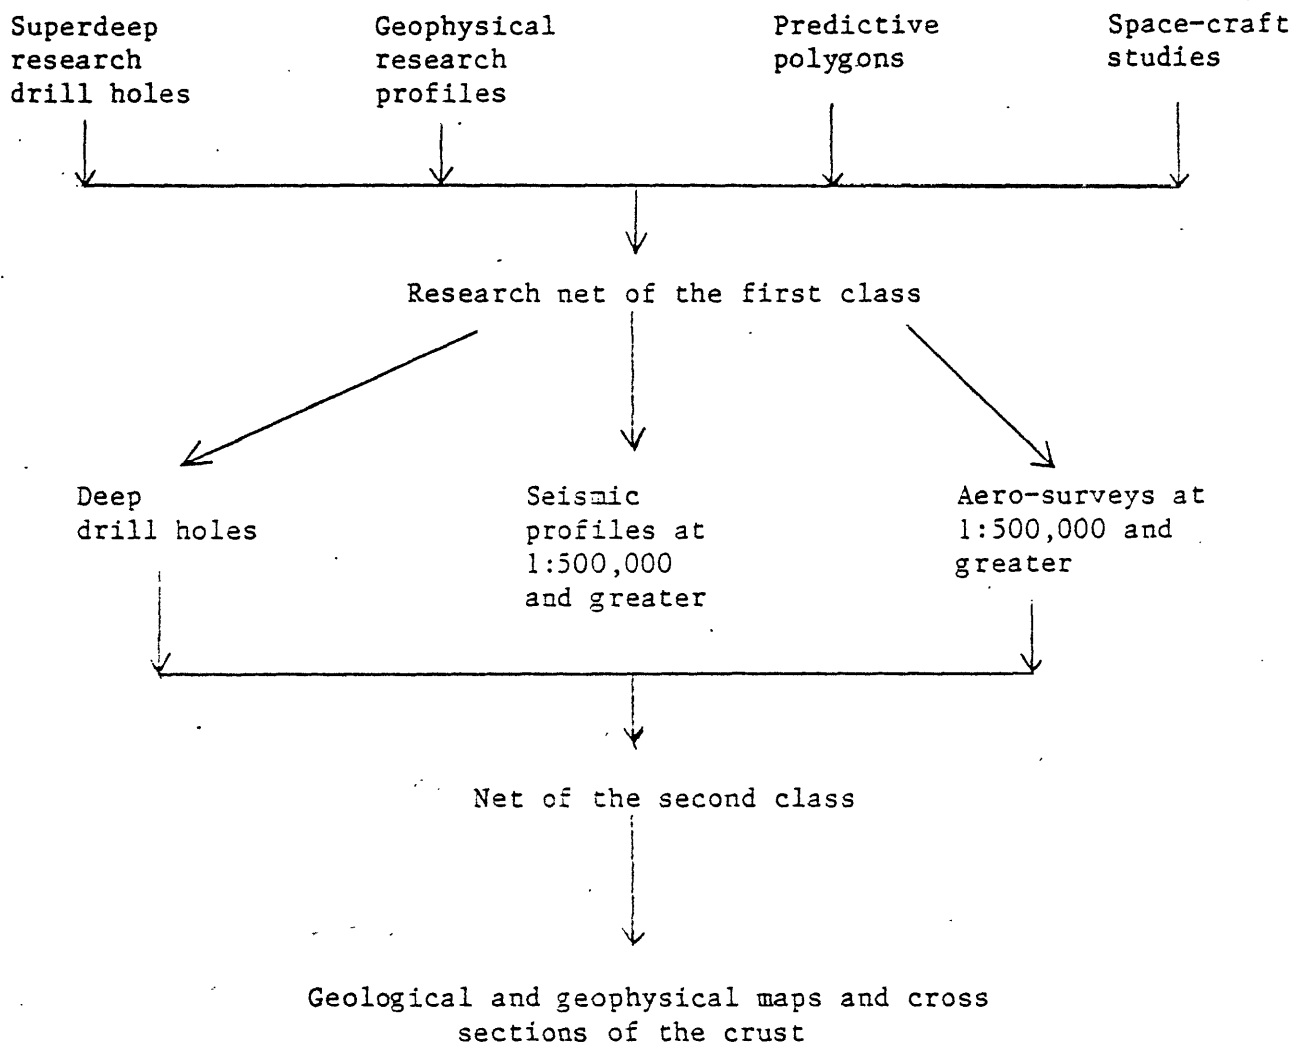 Superdeep
research
drill holes
Geophysical
research
profiles
Predictive
polygons
Space-craft
studies
Research net of the first class
Deep
drill holes
Seismic
profiles at
1:500,000
and greater
Aero-surveys at
1:500,000 and
greater
Net of the second class
Geological and geophysical maps and cross
sections of the crust